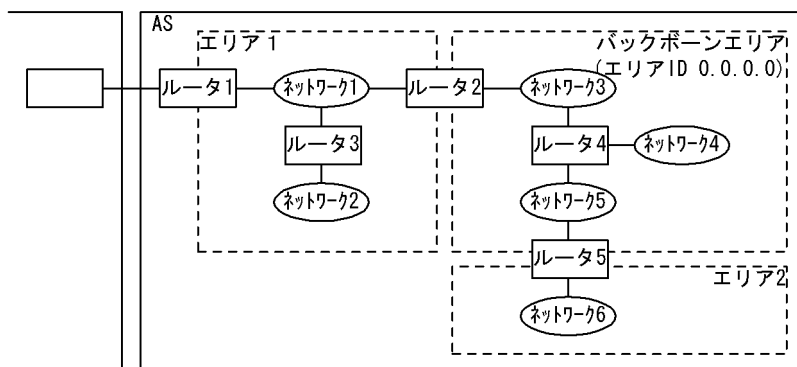 AS
エリア1
バックボーンエリア
(エリアID 0.0.0.0)
ルータ1
ネットワーク1
ルータ2
ネットワーク3
ルータ3
ルータ4
ネットワーク4
ネットワーク2
ネットワーク5
ルータ5
エリア2
ネットワーク6